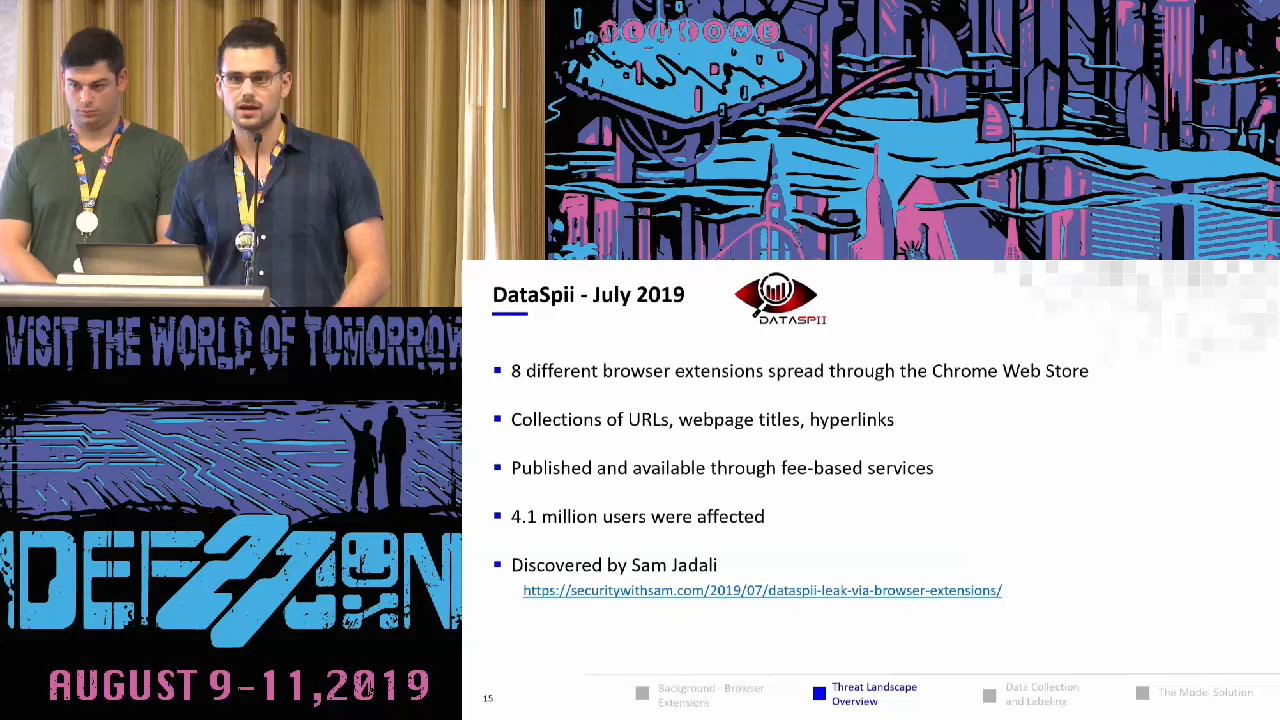 WELCOME
VISIT THE WORLD OF TOMORROW
DEF CON
27
AUGUST 9-11,2019
DataSpii - July 2019
DATASPII
8 different browser extensions spread through the Chrome Web Store
Collections of URLs, webpage titles, hyperlinks
Published and available through fee-based services
4.1 million users were affected
Discovered by Sam Jadali
https://securitywithsam.com/2019/07/dataspii-leak-via-browser-extensions/
15
Background - Browser
Extensions
Threat Landscape
Overview
Data Collection
and Labeling
The Model Solution